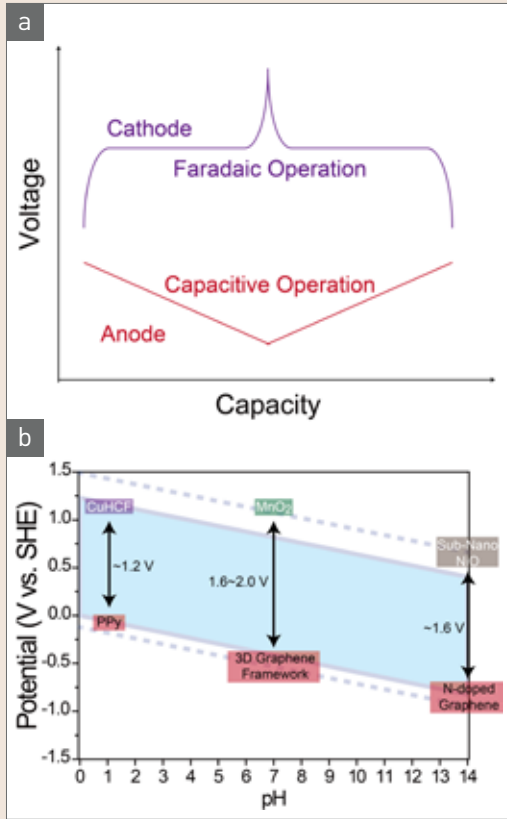 a
Cathode
Faradaic Operation
Capacitive Operation
Anode
Voltage
Capacity
b
1.5
1.0
0.5
0.0
-0.5
-1.0
-1.5
Potential (V vs. SHE)
CuHCF
MnO₂
Sub-Nano
NiO
~1.2 V
1.6~2.0 V
~1.6 V
PPy
3D Graphene
Framework
N-doped
Graphene
0 1 2 3 4 5 6 7 8 9 10 11 12 13 14
pH